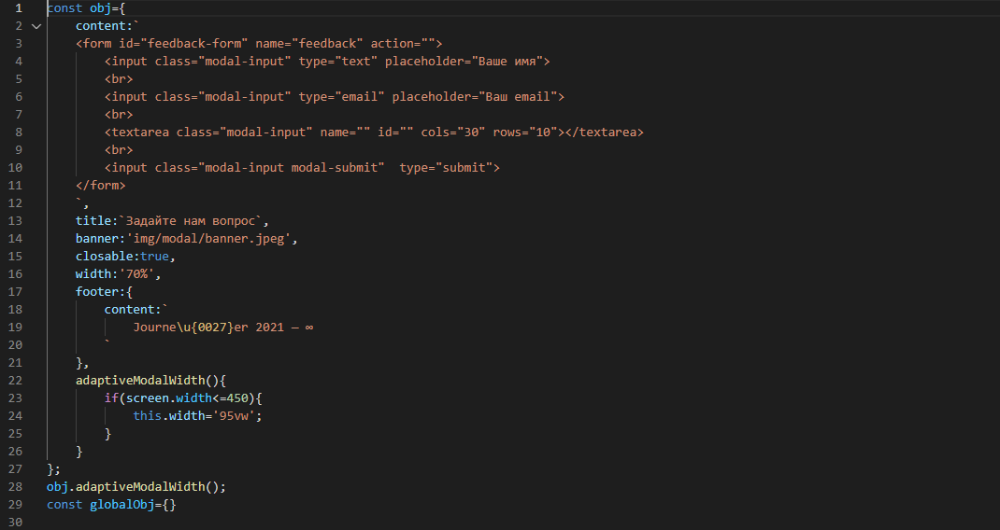 1 const obj={
2 content:`
3 <form id="feedback-form" name="feedback" action="">
4 <input class="modal-input" type="text" placeholder="Ваше имя">
5 <br>
6 <input class="modal-input" type="email" placeholder="Ваш email">
7 <br>
8 <textarea class="modal-input" name="" id="" cols="30" rows="10"></textarea>
9 <br>
10 <input class="modal-input modal-submit"  type="submit">
11 </form>
12 `,
13 title:`Задайте нам вопрос`,
14 banner:'img/modal/banner.jpeg',
15 closable:true,
16 width:'70%',
17 footer:{
18 content:`
19 Journe\u{0027}er 2021 — ∞
20 `
21 },
22 adaptiveModalWidth(){
23 if(screen.width<=450){
24 this.width='95vw';
25 }
26 }
27 };
28 obj.adaptiveModalWidth();
29 const globalObj={}
30